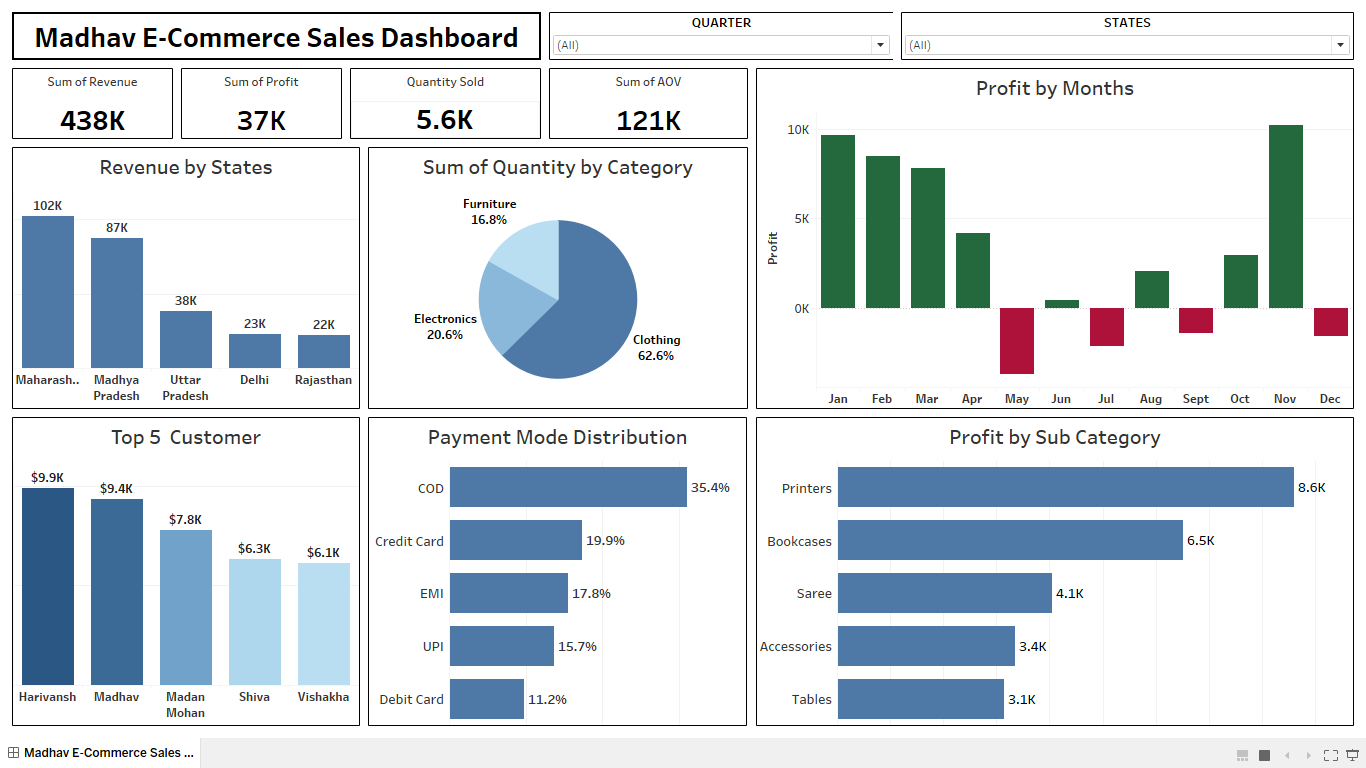 Madhav E-Commerce Sales Dashboard
QUARTER
(All)
STATES
(All)
Sum of Revenue
438K
Sum of Profit
37K
Quantity Sold
5.6K
Sum of AOV
121K
Profit by Months
10K
5K
0K
Profit
Jan Feb Mar Apr May Jun Jul Aug Sept Oct Nov Dec
Revenue by States
102K
87K
38K
23K
22K
Maharash..
Madhya
Pradesh
Uttar
Pradesh
Delhi
Rajasthan
Sum of Quantity by Category
Furniture
16.8%
Electronics
20.6%
Clothing
62.6%
Top 5  Customer
$9.9K
$9.4K
$7.8K
$6.3K
$6.1K
Harivansh
Madhav
Madan
Mohan
Shiva
Vishakha
Payment Mode Distribution
COD 35.4%
Credit Card 19.9%
EMI 17.8%
UPI 15.7%
Debit Card 11.2%
Profit by Sub Category
Printers 8.6K
Bookcases 6.5K
Saree 4.1K
Accessories 3.4K
Tables 3.1K
Madhav E-Commerce Sales ...